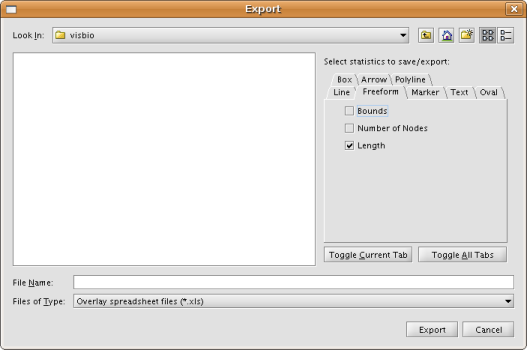 Export
Look In: visbio
Select statistics to save/export:
Box Arrow Polyline
Line Freeform Marker Text Oval
Bounds
Number of Nodes
Length
Toggle Current Tab Toggle All Tabs
File Name:
Files of Type: Overlay spreadsheet files (*.xls)
Export Cancel